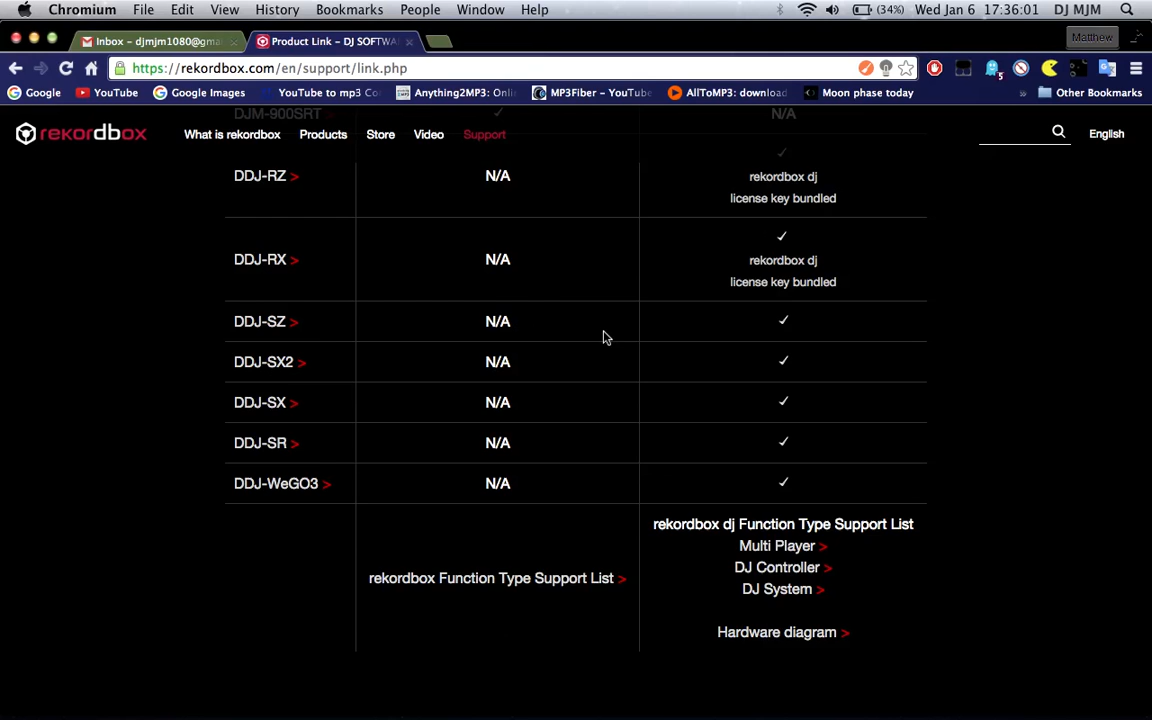 Chromium File Edit View History Bookmarks People Window Help (34%) Wed Jan 6 17:36:01 DJ MJM
Inbox - djmjm1080@gma Product Link - DJ SOFTWA Matthew
https://rekordbox.com/en/support/link.php 5
Google YouTube Google Images YouTube to mp3 Co Anything2MP3: Onli MP3Fiber - YouTube AllToMP3: download Moon phase today » Other Bookmarks
DJM-900SRT > ✓ N/A
rekordbox What is rekordbox Products Store Video Support English
✓
DDJ-RZ > N/A rekordbox dj
license key bundled
✓
DDJ-RX > N/A rekordbox dj
license key bundled
DDJ-SZ > N/A ✓
DDJ-SX2 > N/A ✓
DDJ-SX > N/A ✓
DDJ-SR > N/A ✓
DDJ-WeGO3 > N/A ✓
rekordbox dj Function Type Support List
Multi Player >
DJ Controller >
rekordbox Function Type Support List >
DJ System >
Hardware diagram >